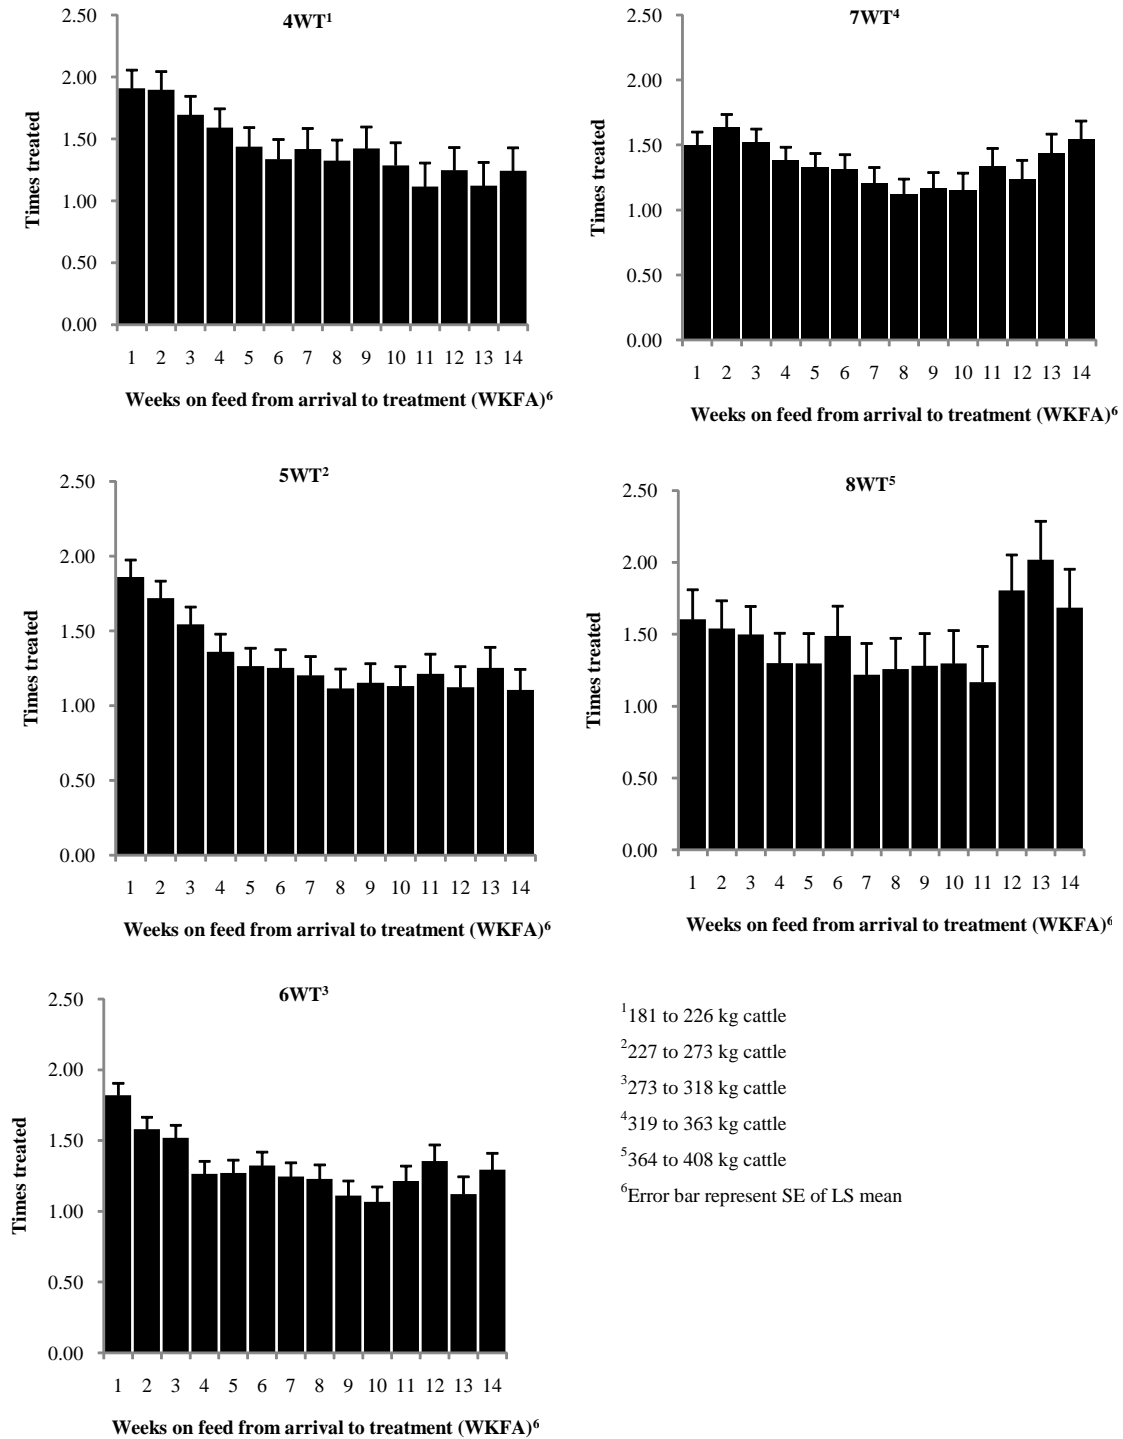 4WT¹
2.50
2.00
1.50
1.00
0.50
0.00
Times treated
1 2 3 4 5 6 7 8 9 10 11 12 13 14
Weeks on feed from arrival to treatment (WKFA)⁶
7WT⁴
2.50
2.00
1.50
1.00
0.50
0.00
Times treated
1 2 3 4 5 6 7 8 9 10 11 12 13 14
Weeks on feed from arrival to treatment (WKFA)⁶
5WT²
2.50
2.00
1.50
1.00
0.50
0.00
Times treated
1 2 3 4 5 6 7 8 9 10 11 12 13 14
Weeks on feed from arrival to treatment (WKFA)⁶
8WT⁵
2.50
2.00
1.50
1.00
0.50
0.00
Times treated
1 2 3 4 5 6 7 8 9 10 11 12 13 14
Weeks on feed from arrival to treatment (WKFA)⁶
6WT³
2.50
2.00
1.50
1.00
0.50
0.00
Times treated
1 2 3 4 5 6 7 8 9 10 11 12 13 14
Weeks on feed from arrival to treatment (WKFA)⁶
¹181 to 226 kg cattle
²227 to 273 kg cattle
³273 to 318 kg cattle
⁴319 to 363 kg cattle
⁵364 to 408 kg cattle
⁶Error bar represent SE of LS mean